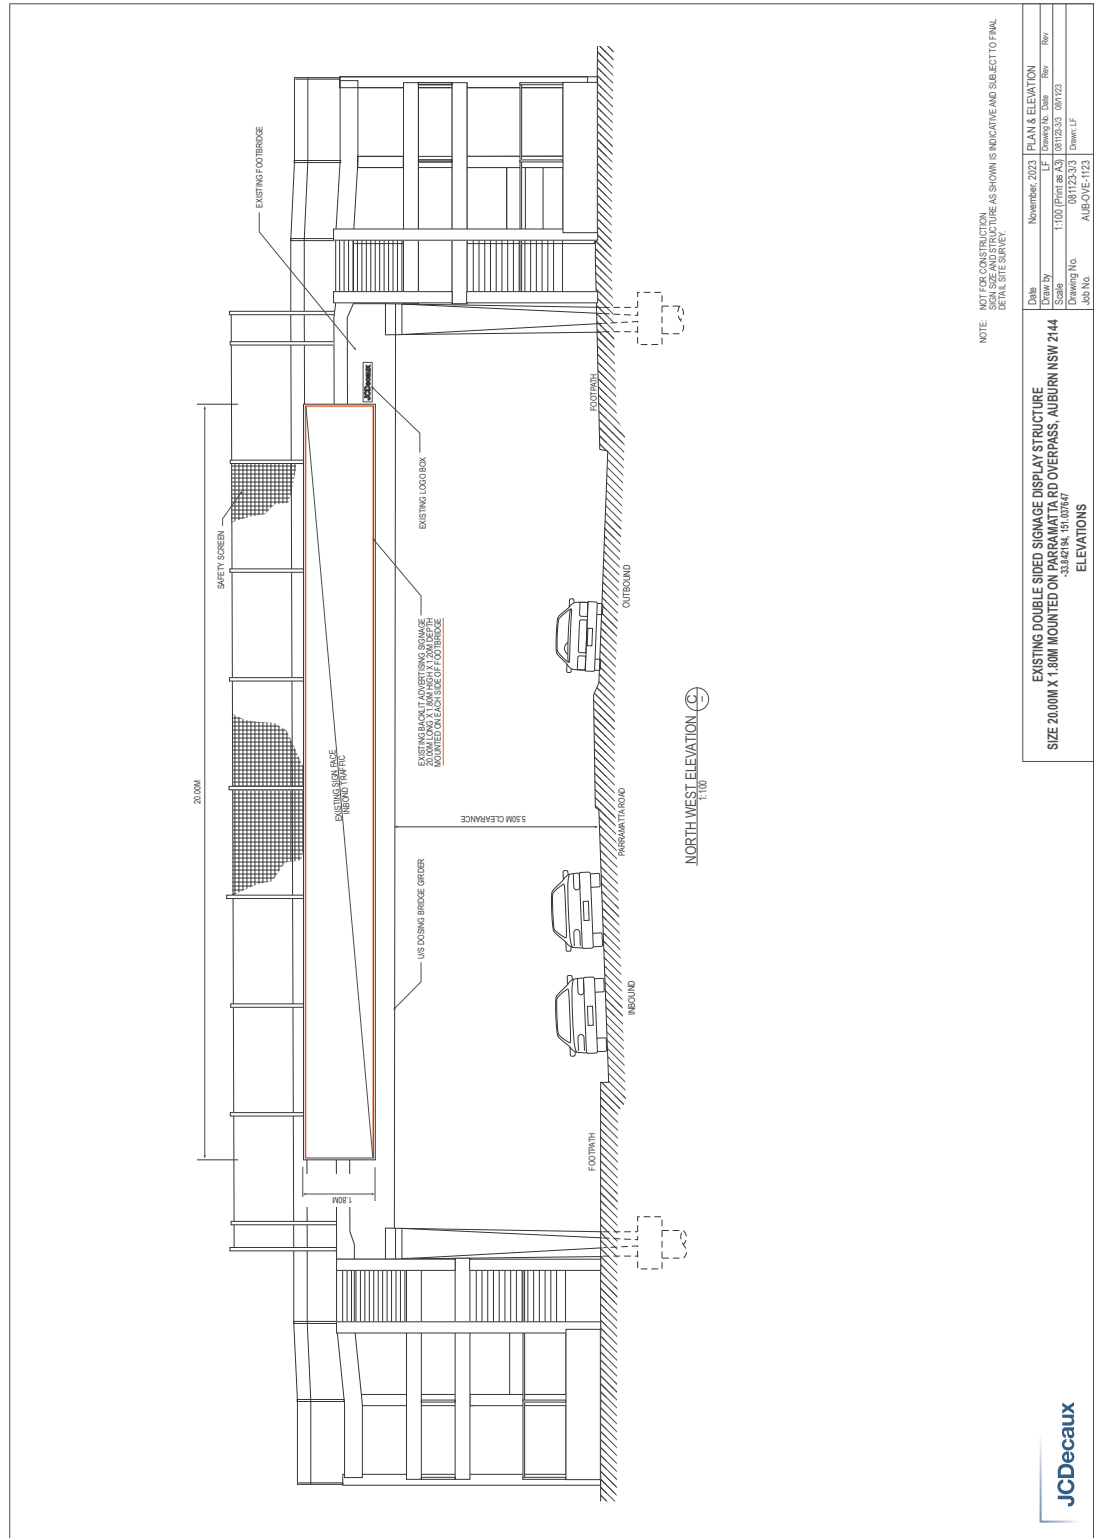 20.00M
SAFETY SCREEN
EXISTING FOOTBRIDGE
1.80M
EXISTING SIGN FACE
INBOND TRAFFIC
JCDecaux
EXISTING LOGO BOX
EXISTING BACKLIT ADVERTISING SIGNAGE
20.00M LONG X 1.80M HIGH X 1.20M DEPTH
MOUNTED ON EACH SIDE OF FOOTBRIDGE
U/S DOSING BRIDGE GIRDER
5.50M CLEARANCE
FOOTPATH
FOOTPATH
INBOUND
PARRAMATTA ROAD
OUTBOUND
NORTH WEST ELEVATION C
1:100
–
NOTE: NOT FOR CONSTRUCTION
SIGN SIZE AND STRUCTURE AS SHOWN IS INDICATIVE AND SUBJECT TO FINAL
DETAIL SITE SURVEY.
JCDecaux
EXISTING DOUBLE SIDED SIGNAGE DISPLAY STRUCTURE
SIZE 20.00M X 1.80M MOUNTED ON PARRAMATTA RD OVERPASS, AUBURN NSW 2144
-33.842194, 151.037647
ELEVATIONS
Date November, 2023 PLAN & ELEVATION
Draw by LF Drawing No. Date Rev Rev
Scale 1:100 (Print as A3) 081123-3/3 08/11/23
Drawing No. 081123-3/3 Drawn: LF
Job No. AUB-OVE-1123